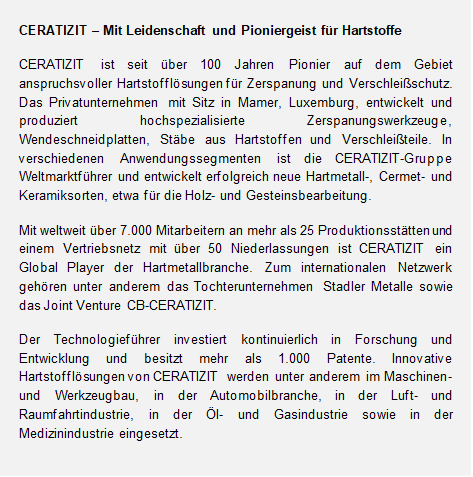 CERATIZIT – Mit Leidenschaft und Pioniergeist für Hartstoffe
CERATIZIT ist seit über 100 Jahren Pionier auf dem Gebiet
anspruchsvoller Hartstofflösungen für Zerspanung und Verschleißschutz.
Das Privatunternehmen mit Sitz in Mamer, Luxemburg, entwickelt und
produziert hochspezialisierte Zerspanungswerkzeuge,
Wendeschneidplatten, Stäbe aus Hartstoffen und Verschleißteile. In
verschiedenen Anwendungssegmenten ist die CERATIZIT-Gruppe
Weltmarktführer und entwickelt erfolgreich neue Hartmetall-, Cermet- und
Keramiksorten, etwa für die Holz- und Gesteinsbearbeitung.
Mit weltweit über 7.000 Mitarbeitern an mehr als 25 Produktionsstätten und
einem Vertriebsnetz mit über 50 Niederlassungen ist CERATIZIT ein
Global Player der Hartmetallbranche. Zum internationalen Netzwerk
gehören unter anderem das Tochterunternehmen Stadler Metalle sowie
das Joint Venture CB-CERATIZIT.
Der Technologieführer investiert kontinuierlich in Forschung und
Entwicklung und besitzt mehr als 1.000 Patente. Innovative
Hartstofflösungen von CERATIZIT werden unter anderem im Maschinen-
und Werkzeugbau, in der Automobilbranche, in der Luft- und
Raumfahrtindustrie, in der Öl- und Gasindustrie sowie in der
Medizinindustrie eingesetzt.